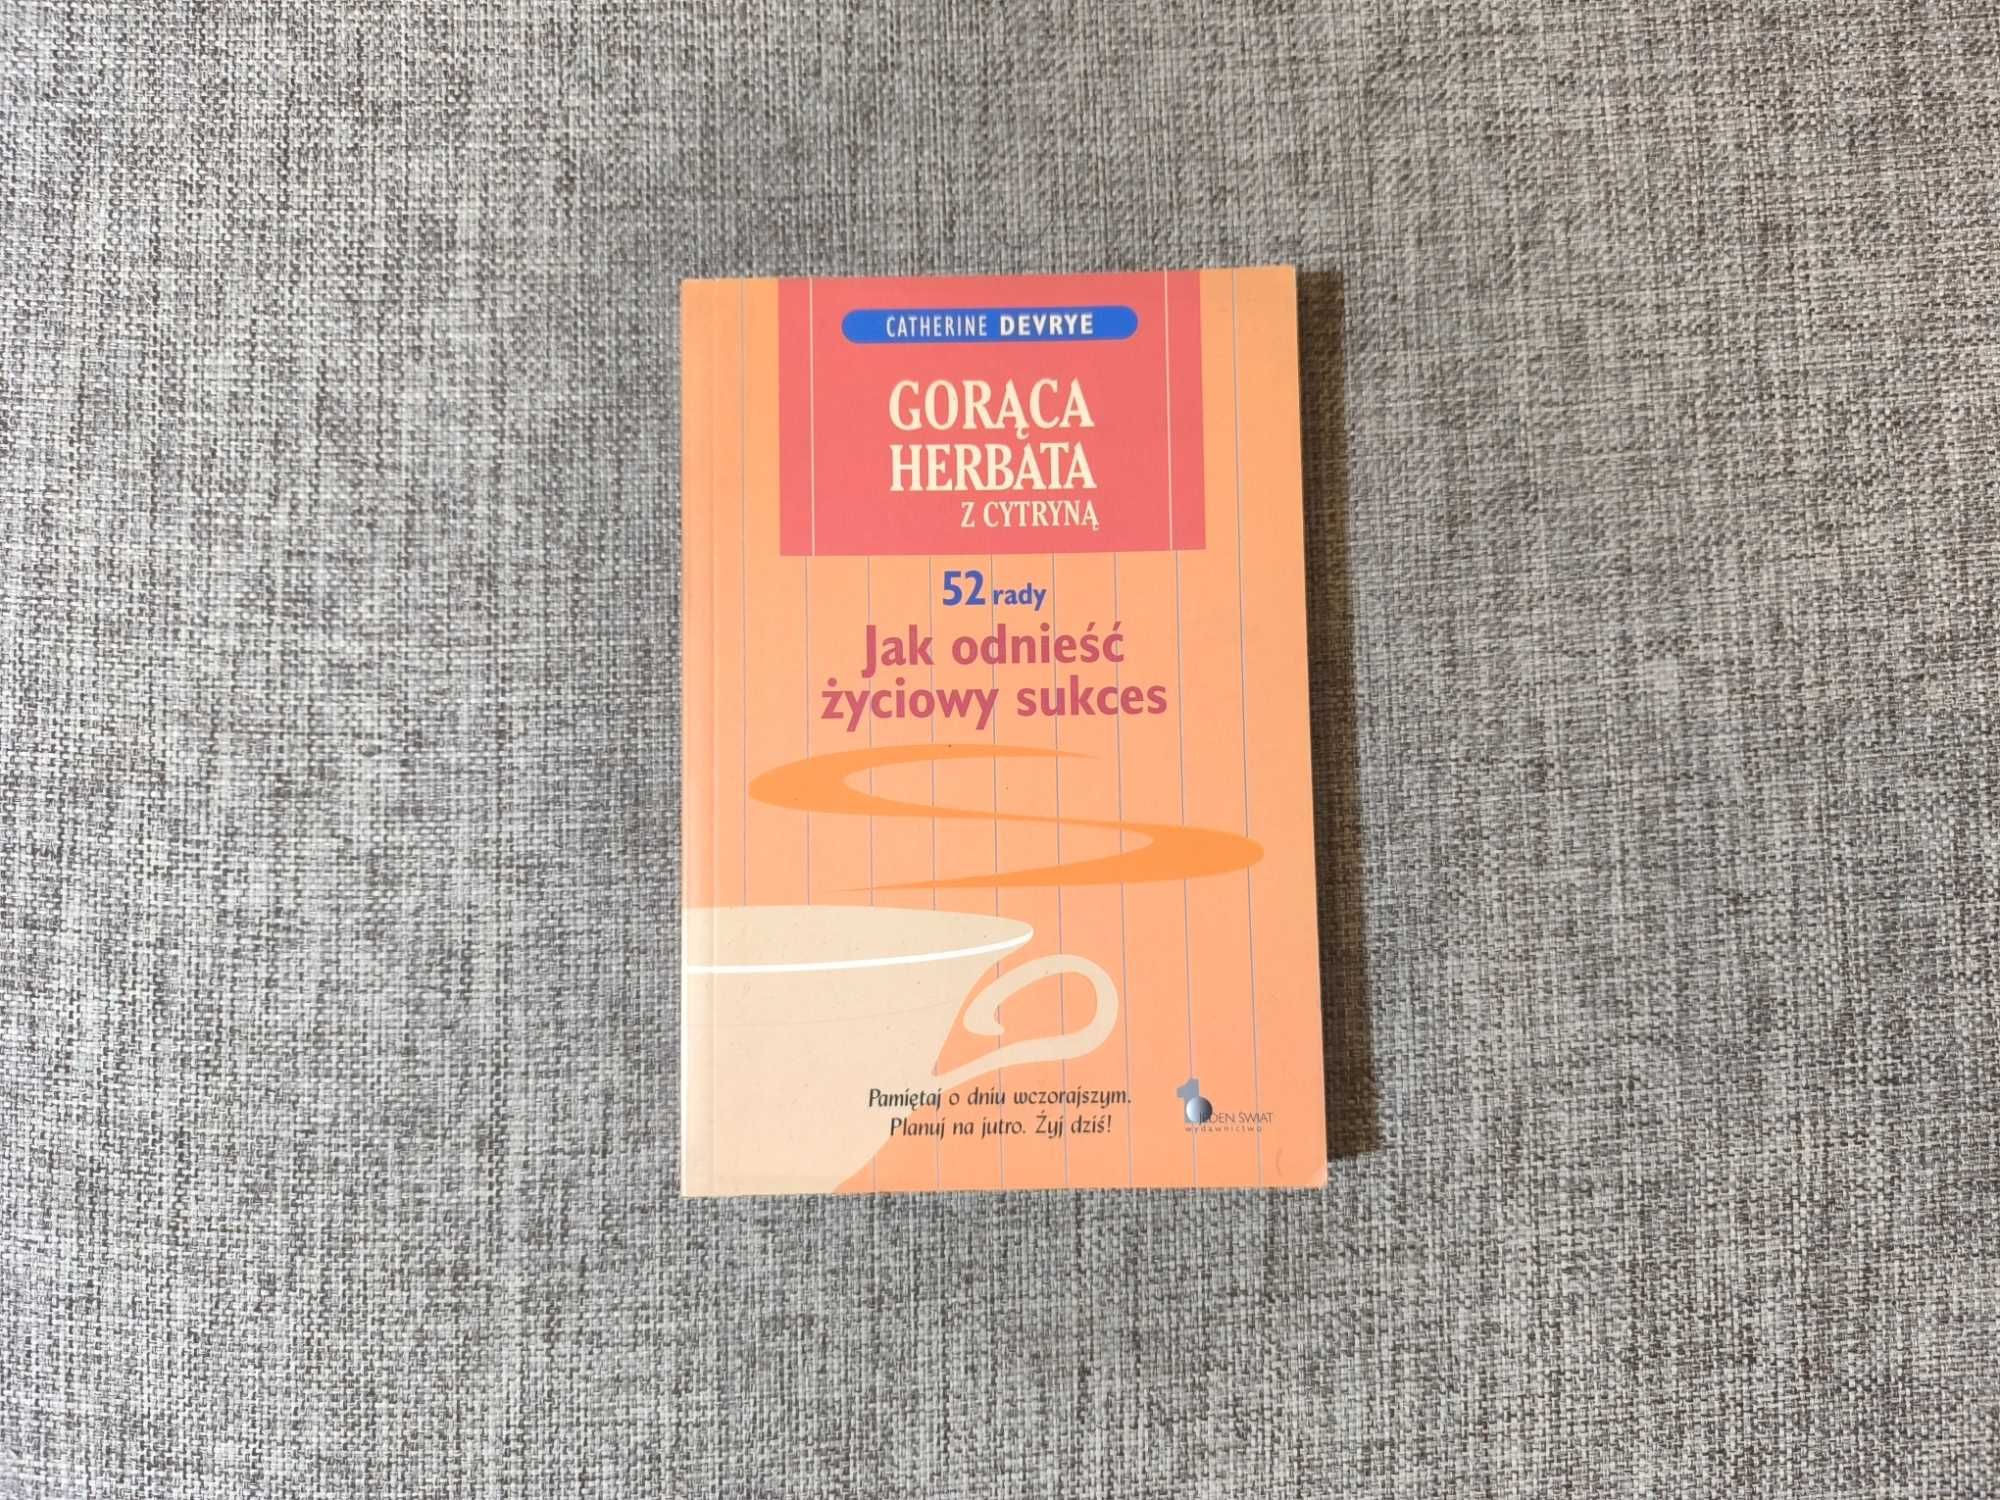 CATHERINE DEVRYE
GORĄCA
HERBATA
Z CYTRYNĄ
52 rady
Jak odnieść
życiowy sukces
Pamiętaj o dniu wczorajszym.
Planuj na jutro. Żyj dziś!
JEDEN ŚWIAT
wydawnictwo